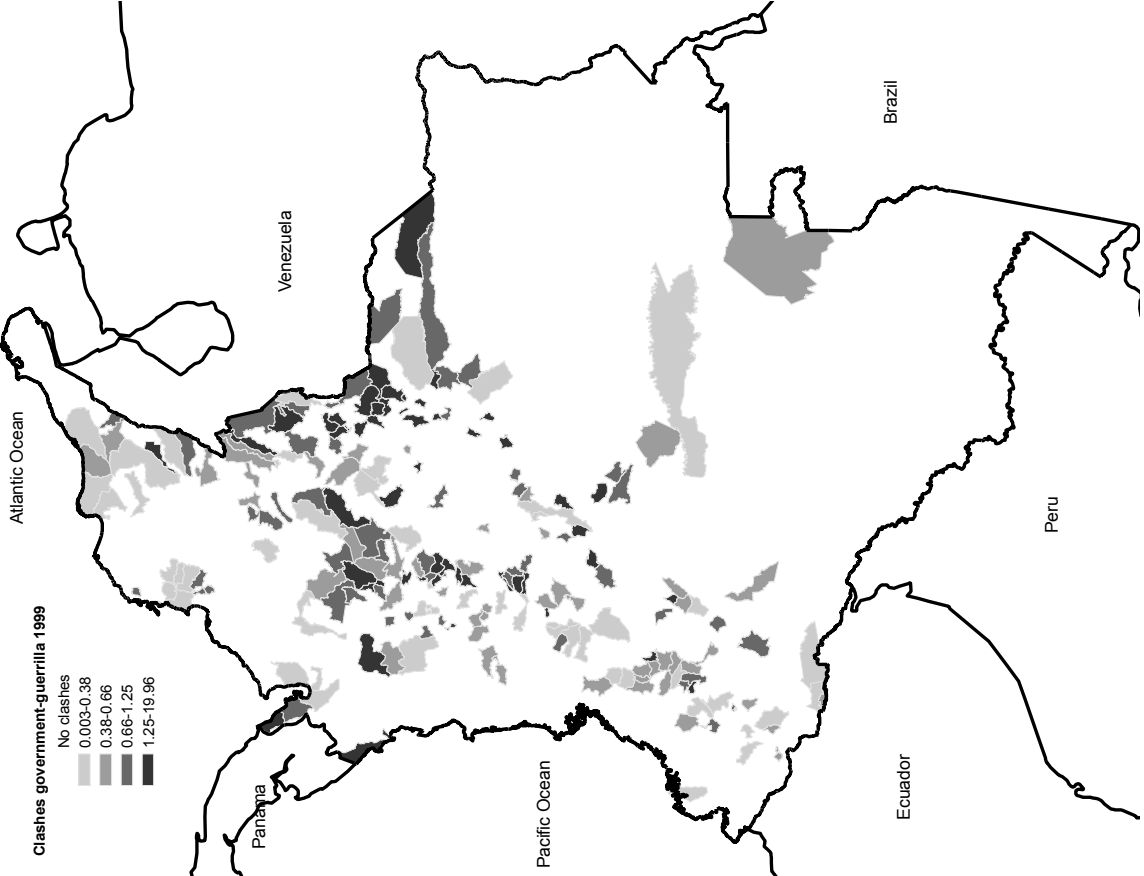 Clashes government-guerrilla 1999
No clashes
0.003-0.38
0.38-0.66
0.66-1.25
1.25-19.96
Atlantic Ocean
Venezuela
Brazil
Panama
Pacific Ocean
Ecuador
Peru